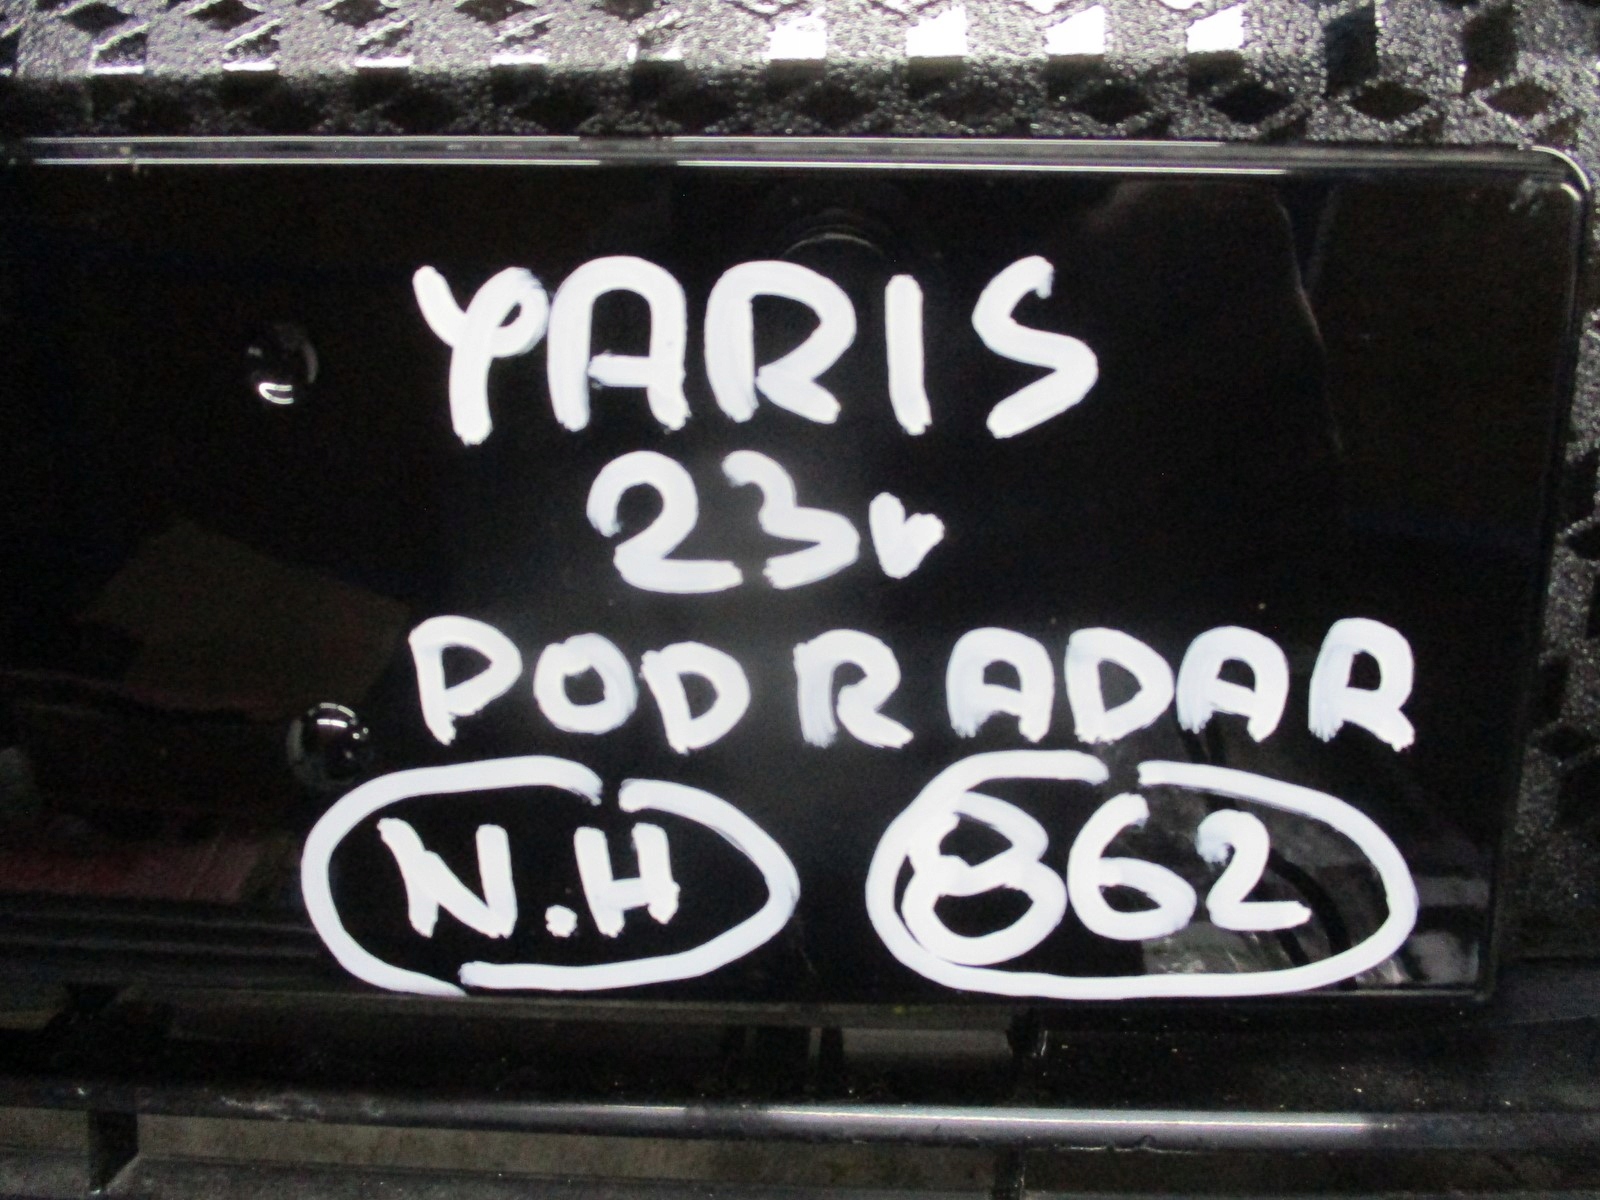 YARIS
23r
POD RADAR
N.H 862